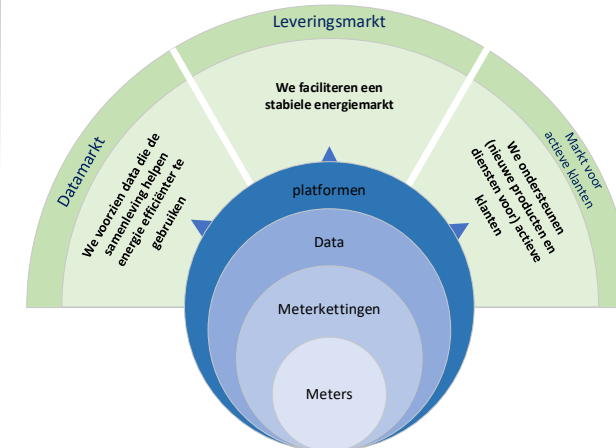 Leveringsmarkt
We faciliteren een
stabiele energiemarkt
Datamarkt
We voorzien data die de
samenleving helpen
energie efficiënter te
gebruiken
Markt voor
actieve klanten
We ondersteunen
(nieuwe producten en
diensten voor) actieve
klanten
platformen
Data
Meterkettingen
Meters